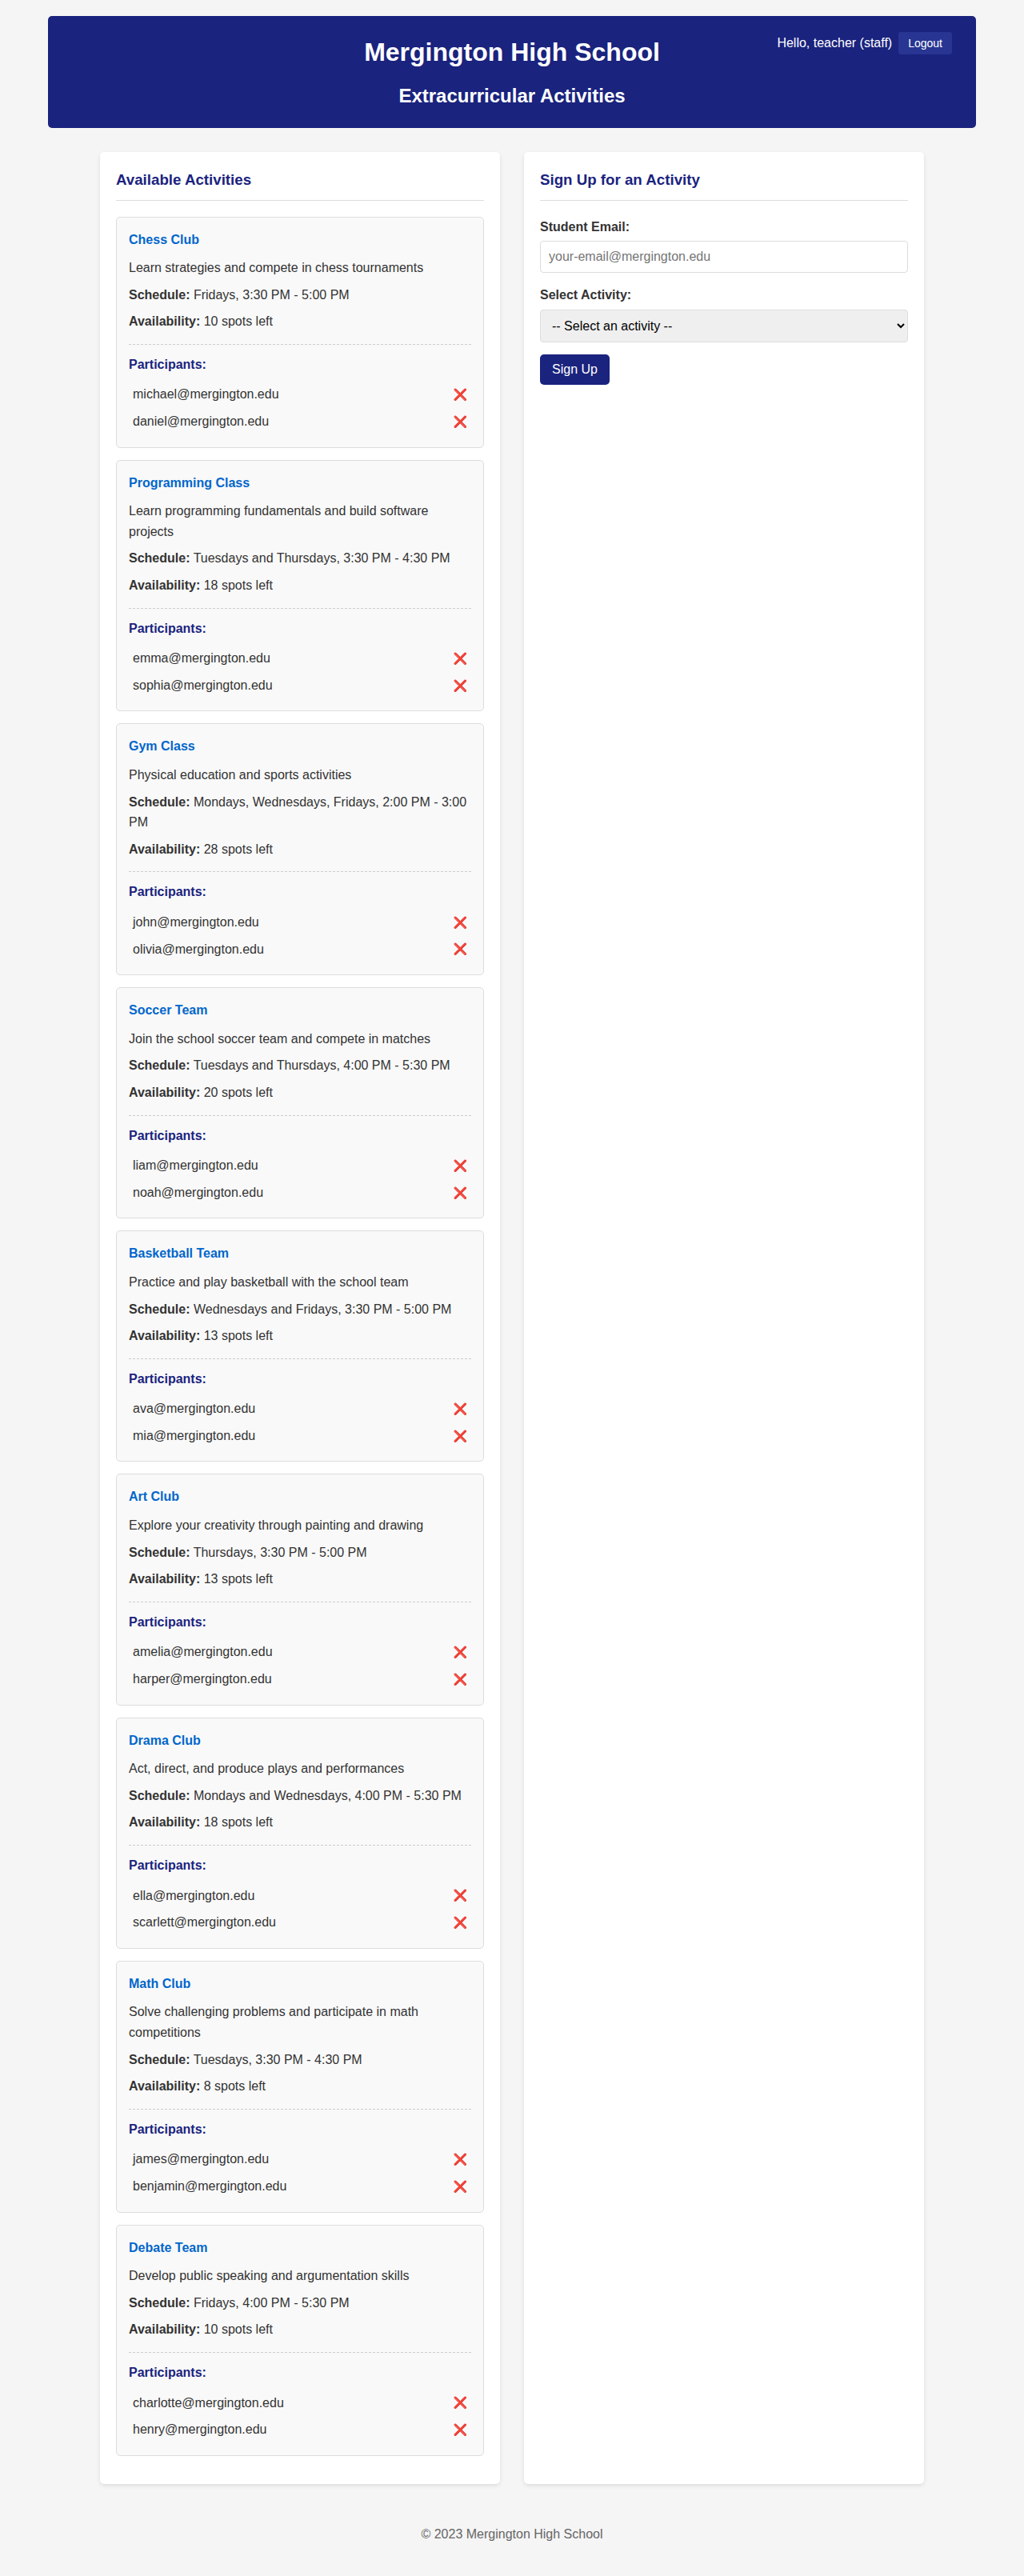 Mergington High School
Hello, teacher (staff) Logout
Extracurricular Activities
Available Activities
Chess Club
Learn strategies and compete in chess tournaments
Schedule: Fridays, 3:30 PM - 5:00 PM
Availability: 10 spots left
Participants:
michael@mergington.edu
daniel@mergington.edu
Programming Class
Learn programming fundamentals and build software
projects
Schedule: Tuesdays and Thursdays, 3:30 PM - 4:30 PM
Availability: 18 spots left
Participants:
emma@mergington.edu
sophia@mergington.edu
Gym Class
Physical education and sports activities
Schedule: Mondays, Wednesdays, Fridays, 2:00 PM - 3:00
PM
Availability: 28 spots left
Participants:
john@mergington.edu
olivia@mergington.edu
Soccer Team
Join the school soccer team and compete in matches
Schedule: Tuesdays and Thursdays, 4:00 PM - 5:30 PM
Availability: 20 spots left
Participants:
liam@mergington.edu
noah@mergington.edu
Basketball Team
Practice and play basketball with the school team
Schedule: Wednesdays and Fridays, 3:30 PM - 5:00 PM
Availability: 13 spots left
Participants:
ava@mergington.edu
mia@mergington.edu
Art Club
Explore your creativity through painting and drawing
Schedule: Thursdays, 3:30 PM - 5:00 PM
Availability: 13 spots left
Participants:
amelia@mergington.edu
harper@mergington.edu
Drama Club
Act, direct, and produce plays and performances
Schedule: Mondays and Wednesdays, 4:00 PM - 5:30 PM
Availability: 18 spots left
Participants:
ella@mergington.edu
scarlett@mergington.edu
Math Club
Solve challenging problems and participate in math
competitions
Schedule: Tuesdays, 3:30 PM - 4:30 PM
Availability: 8 spots left
Participants:
james@mergington.edu
benjamin@mergington.edu
Debate Team
Develop public speaking and argumentation skills
Schedule: Fridays, 4:00 PM - 5:30 PM
Availability: 10 spots left
Participants:
charlotte@mergington.edu
henry@mergington.edu
Sign Up for an Activity
Student Email:
your-email@mergington.edu
Select Activity:
-- Select an activity --
Sign Up
© 2023 Mergington High School